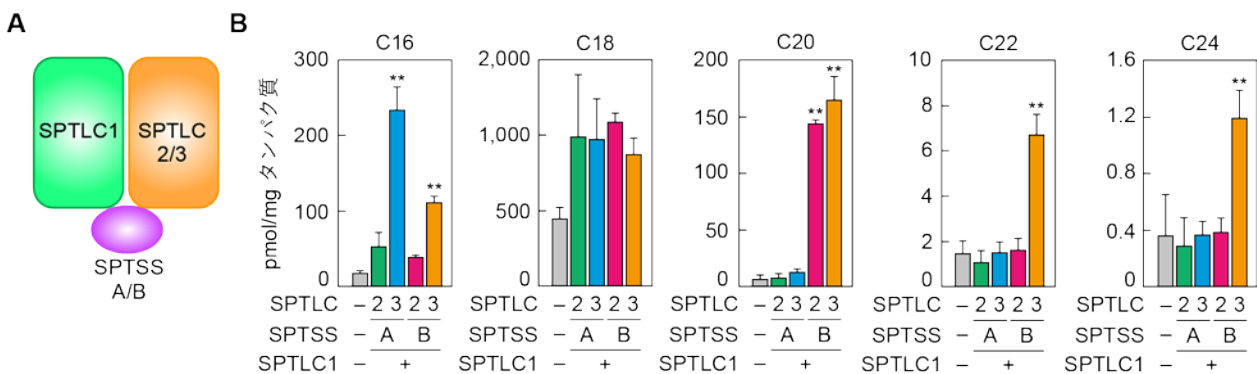 A
SPTLC1
SPTLC
2/3
SPTSS
A/B
B
C16
C18
C20
C22
C24
pmol/mg タンパク質
300
200
100
0
**
**
2,000
1,000
500
0
200
150
100
50
0
**
**
10
8
6
4
2
0
**
1.6
1.2
0.8
0.4
0
**
SPTLC – 2 3 2 3
SPTSS – A B
SPTLC1 – +
SPTLC – 2 3 2 3
SPTSS – A B
SPTLC1 – +
SPTLC – 2 3 2 3
SPTSS – A B
SPTLC1 – +
SPTLC – 2 3 2 3
SPTSS – A B
SPTLC1 – +
SPTLC – 2 3 2 3
SPTSS – A B
SPTLC1 – +